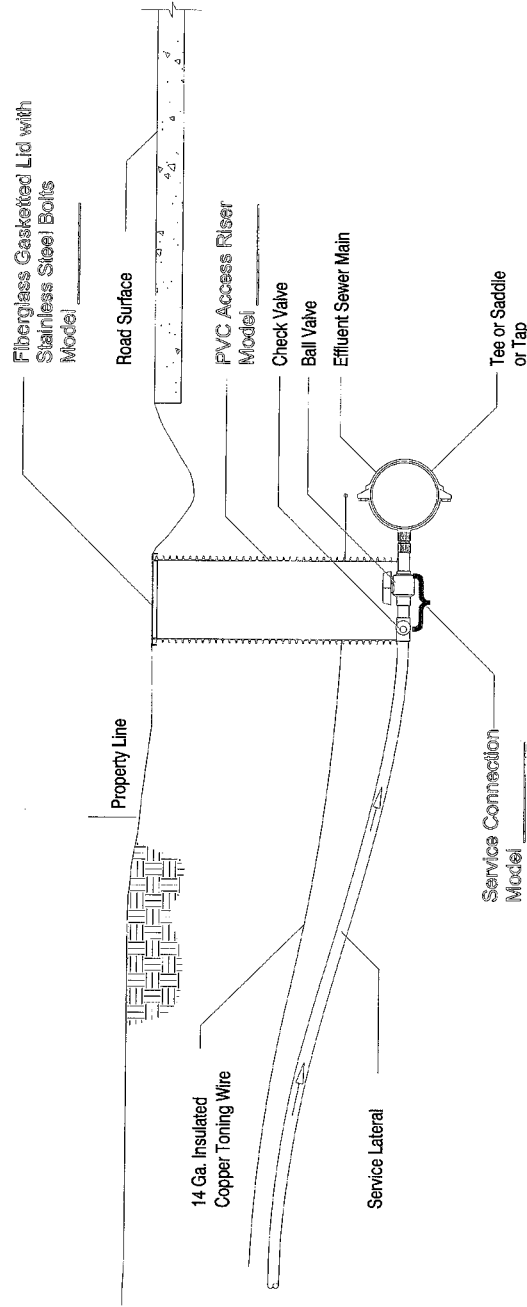 Fiberglass Gasketted Lid with
Stainless Steel Bolts
Model
Road Surface
PVC Access Riser
Model
Check Valve
Ball Valve
Effluent Sewer Main
Tee or Saddle
or Tap
Property Line
14 Ga. Insulated
Copper Toning Wire
Service Lateral
Service Connection
Model